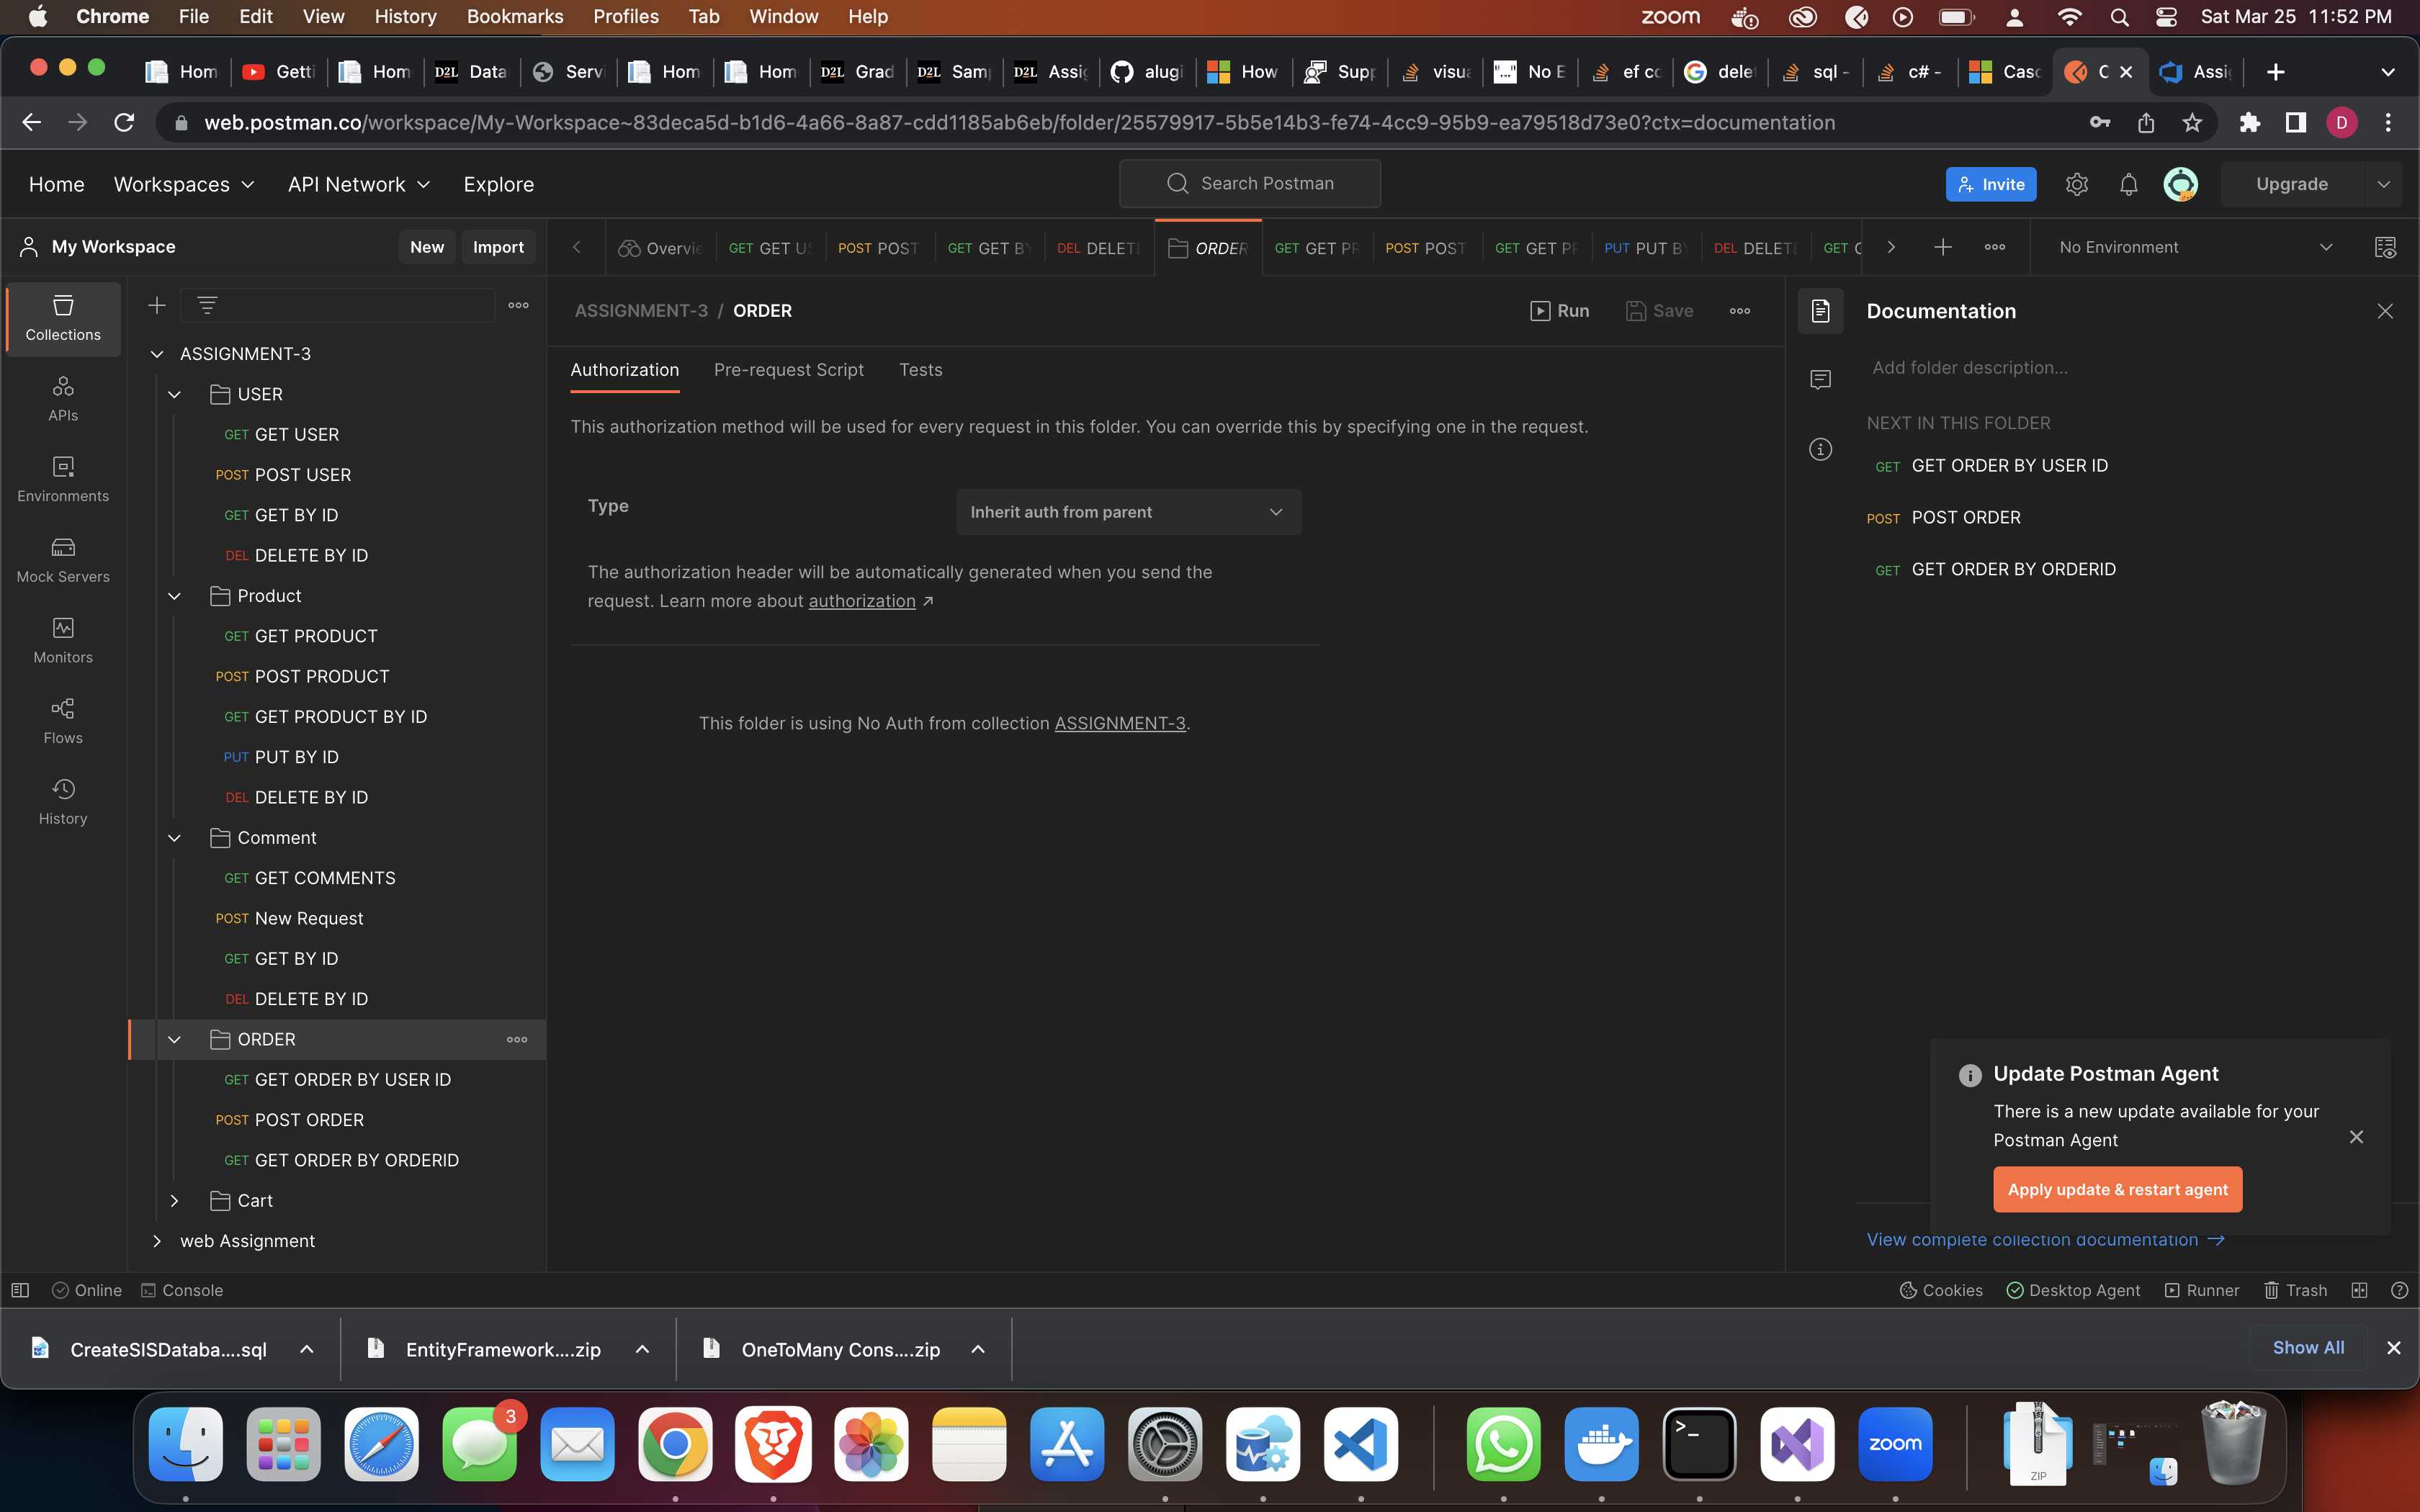 Chrome File Edit View History Bookmarks Profiles Tab Window Help zoom Sat Mar 25 11:52 PM
Hom Getti Hom Data Servi Hom Hom Grad Samp Assig alugi How Supp visua No E ef co delet sql - c# - Casc C Assig
web.postman.co/workspace/My-Workspace~83deca5d-b1d6-4a66-8a87-cdd1185ab6eb/folder/25579917-5b5e14b3-fe74-4cc9-95b9-ea79518d73e0?ctx=documentation D
Home Workspaces API Network Explore Search Postman Invite Upgrade
My Workspace New Import
Overvie GET GET US POST POST GET GET BY DEL DELETE ORDER GET GET PR POST POST GET GET PR PUT PUT BY DEL DELETE GET No Environment
Collections
APIs
Environments
Mock Servers
Monitors
Flows
History
ASSIGNMENT-3
USER
GET GET USER
POST POST USER
GET GET BY ID
DEL DELETE BY ID
Product
GET GET PRODUCT
POST POST PRODUCT
GET GET PRODUCT BY ID
PUT PUT BY ID
DEL DELETE BY ID
Comment
GET GET COMMENTS
POST New Request
GET GET BY ID
DEL DELETE BY ID
ORDER
GET GET ORDER BY USER ID
POST POST ORDER
GET GET ORDER BY ORDERID
Cart
web Assignment
ASSIGNMENT-3 / ORDER Run Save
Authorization Pre-request Script Tests
This authorization method will be used for every request in this folder. You can override this by specifying one in the request.
Type Inherit auth from parent
The authorization header will be automatically generated when you send the
request. Learn more about authorization ↗
This folder is using No Auth from collection ASSIGNMENT-3.
Documentation
Add folder description...
NEXT IN THIS FOLDER
GET GET ORDER BY USER ID
POST POST ORDER
GET GET ORDER BY ORDERID
Update Postman Agent
There is a new update available for your
Postman Agent
Apply update & restart agent
View complete collection documentation →
Online Console Cookies Desktop Agent Runner Trash
CreateSISDataba....sql EntityFramework....zip OneToMany Cons....zip Show All
3
zoom
ZIP